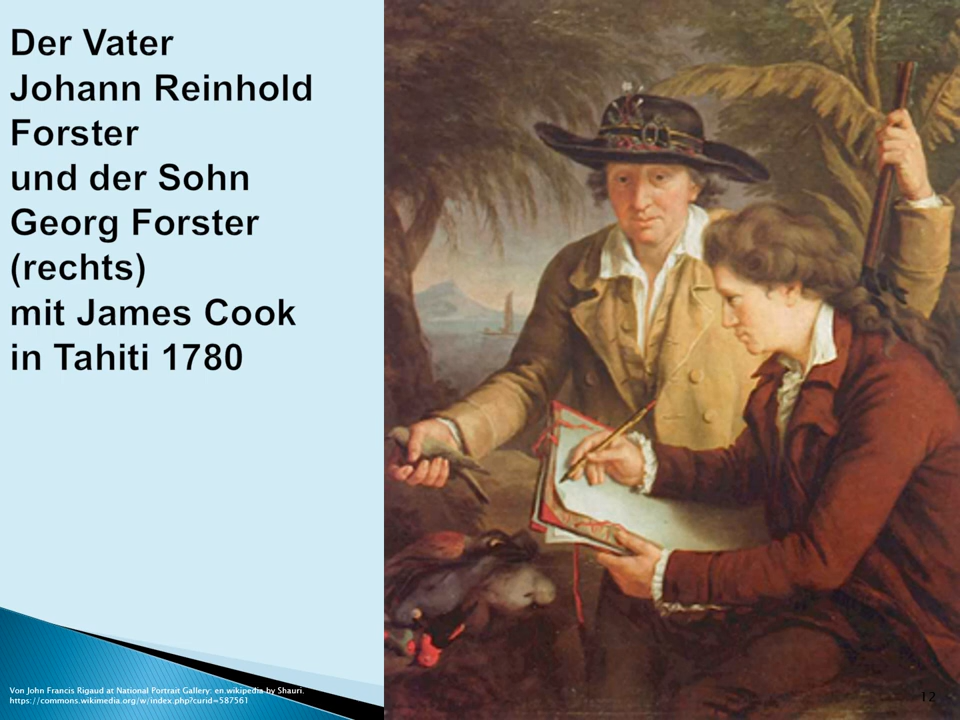 Der Vater
Johann Reinhold
Forster
und der Sohn
Georg Forster
(rechts)
mit James Cook
in Tahiti 1780
Von John Francis Rigaud at National Portrait Gallery: en.wikipedia by Shauri,
https://commons.wikimedia.org/w/index.php?curid=587561
12